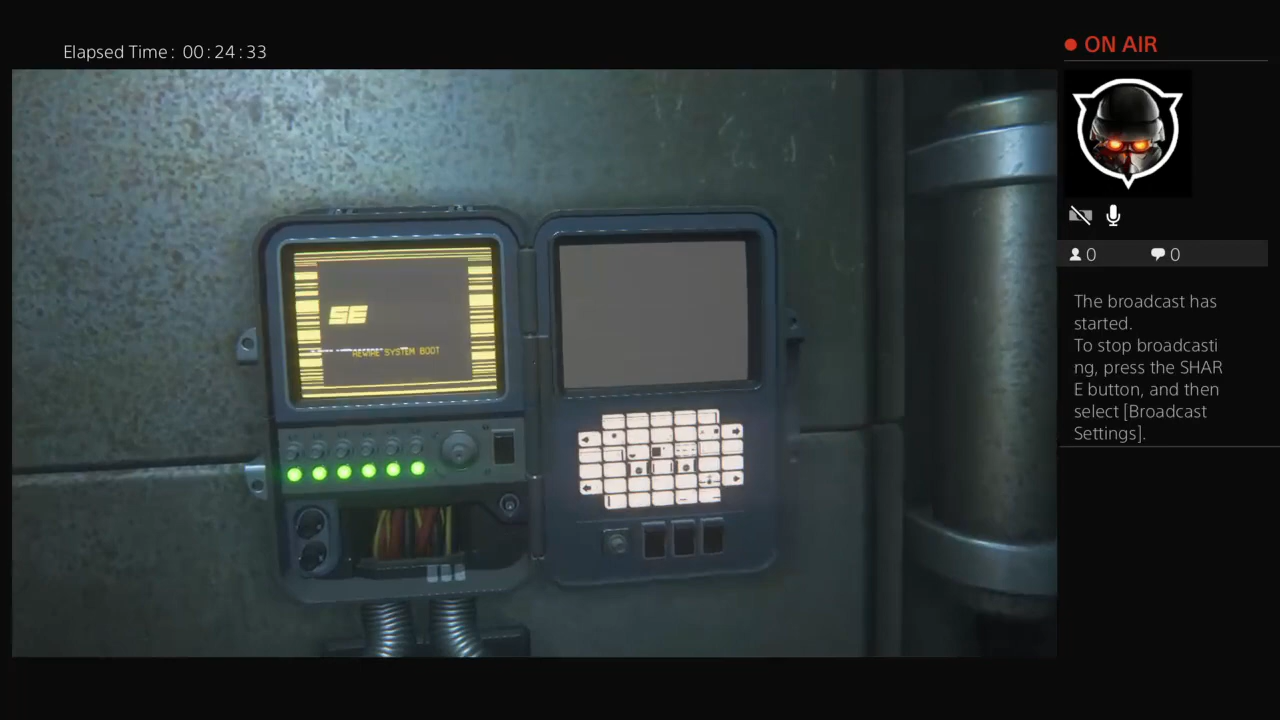 Elapsed Time: 00:24:33
ON AIR
SE
REWIRE SYSTEM BOOT
0
0
The broadcast has
started.
To stop broadcasti
ng, press the SHAR
E button, and then
select [Broadcast
Settings].